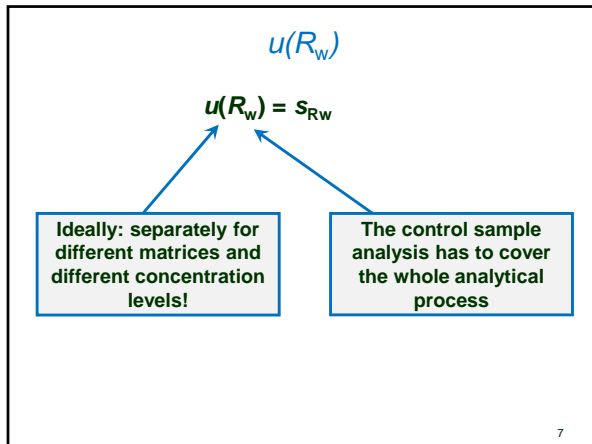 u(Rw)
u(Rw) = sRw
Ideally: separately for
different matrices and
different concentration
levels!
The control sample
analysis has to cover
the whole analytical
process
7